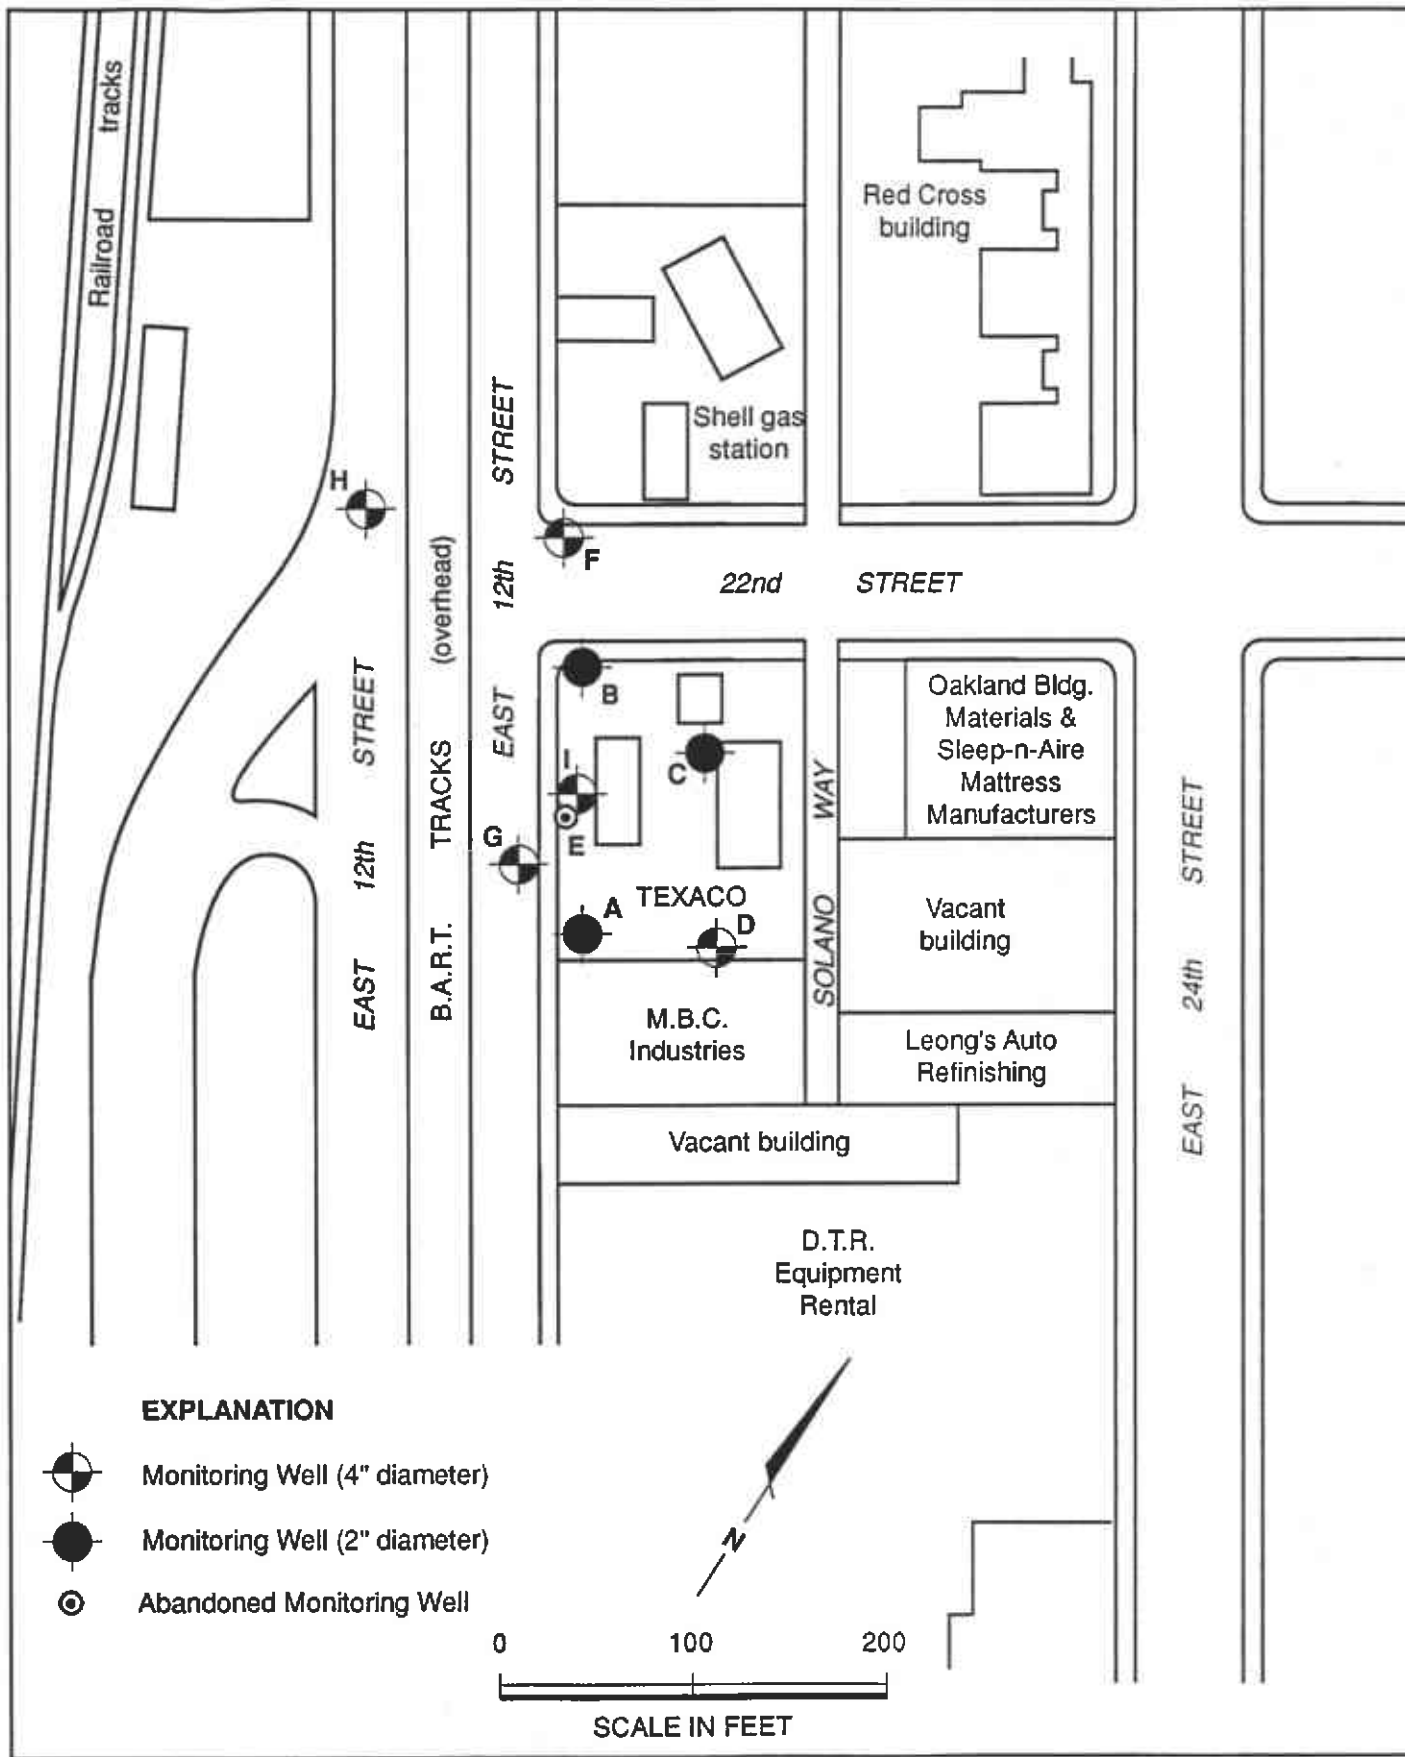 Railroad tracks
Red Cross
building
Shell gas
station
H
F
EAST 12th STREET
(overhead)
22nd STREET
B
C
I
E
G
A
D
TEXACO
EAST 12th STREET
B.A.R.T. TRACKS
SOLANO WAY
Oakland Bldg.
Materials &
Sleep-n-Aire
Mattress
Manufacturers
Vacant
building
EAST 24th STREET
M.B.C.
Industries
Leong's Auto
Refinishing
Vacant building
D.T.R.
Equipment
Rental
N
EXPLANATION
Monitoring Well (4" diameter)
Monitoring Well (2" diameter)
Abandoned Monitoring Well
0 100 200
SCALE IN FEET